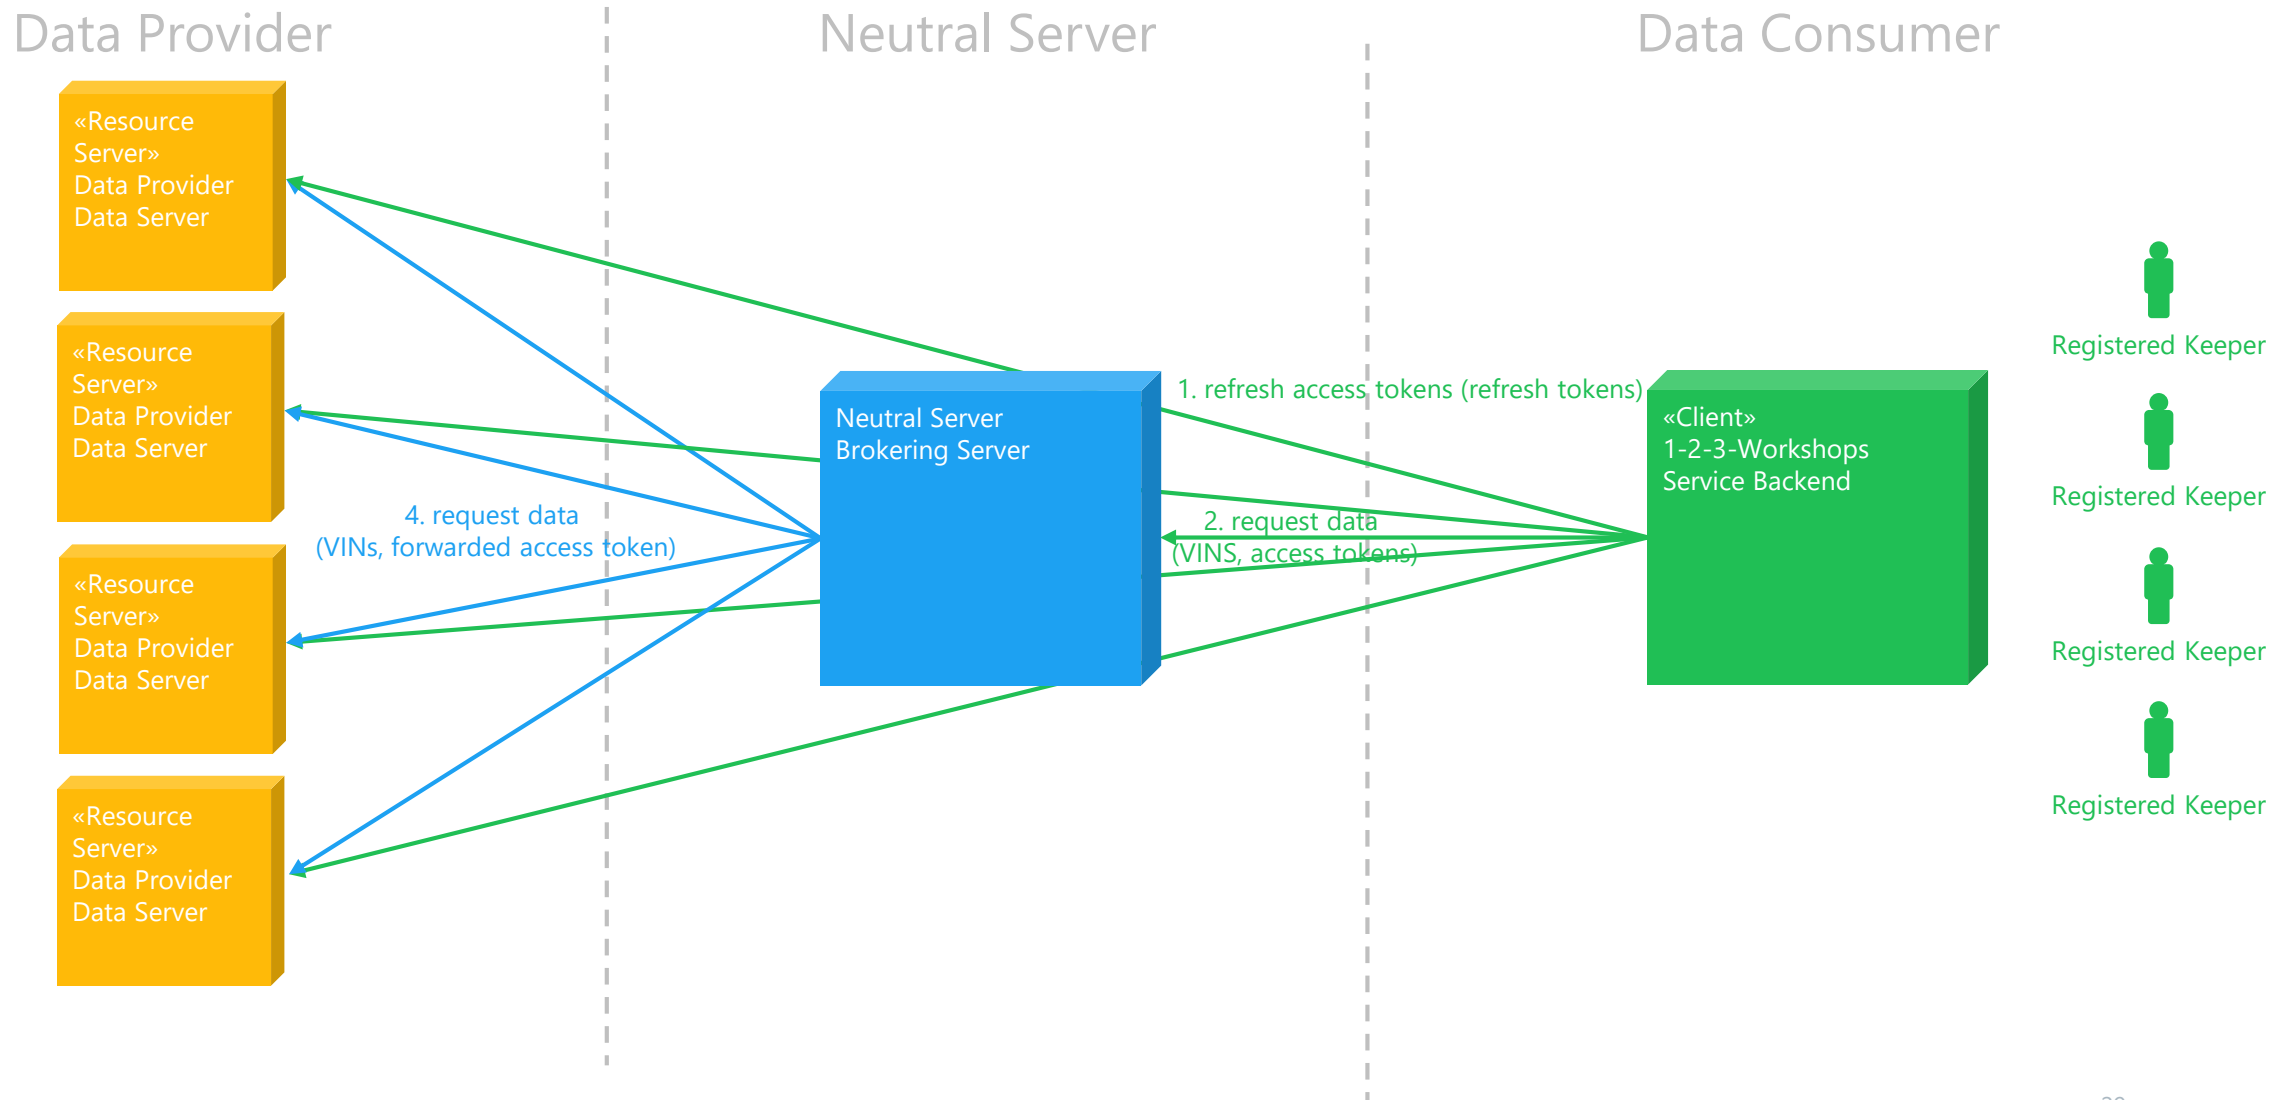 Data Provider
Neutral Server
Data Consumer
«Resource
Server»
Data Provider
Data Server
«Resource
Server»
Data Provider
Data Server
«Resource
Server»
Data Provider
Data Server
«Resource
Server»
Data Provider
Data Server
4. request data
(VINs, forwarded access token)
Neutral Server
Brokering Server
1. refresh access tokens (refresh tokens)
2. request data
(VINS, access tokens)
«Client»
1-2-3-Workshops
Service Backend
Registered Keeper
Registered Keeper
Registered Keeper
Registered Keeper